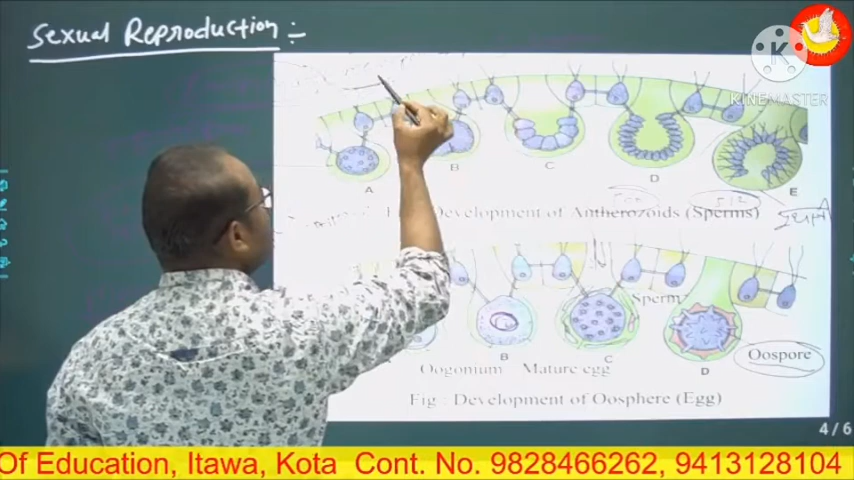 Sexual Reproduction :-
KINEMASTER
A
B
C
D
E
Development of Antherozoids (Sperms)
512
Sperm
B
C
D
Oogonium Mature egg
Oospore
Fig : Development of Oosphere (Egg)
4/6
Of Education, Itawa, Kota Cont. No. 9828466262, 9413128104